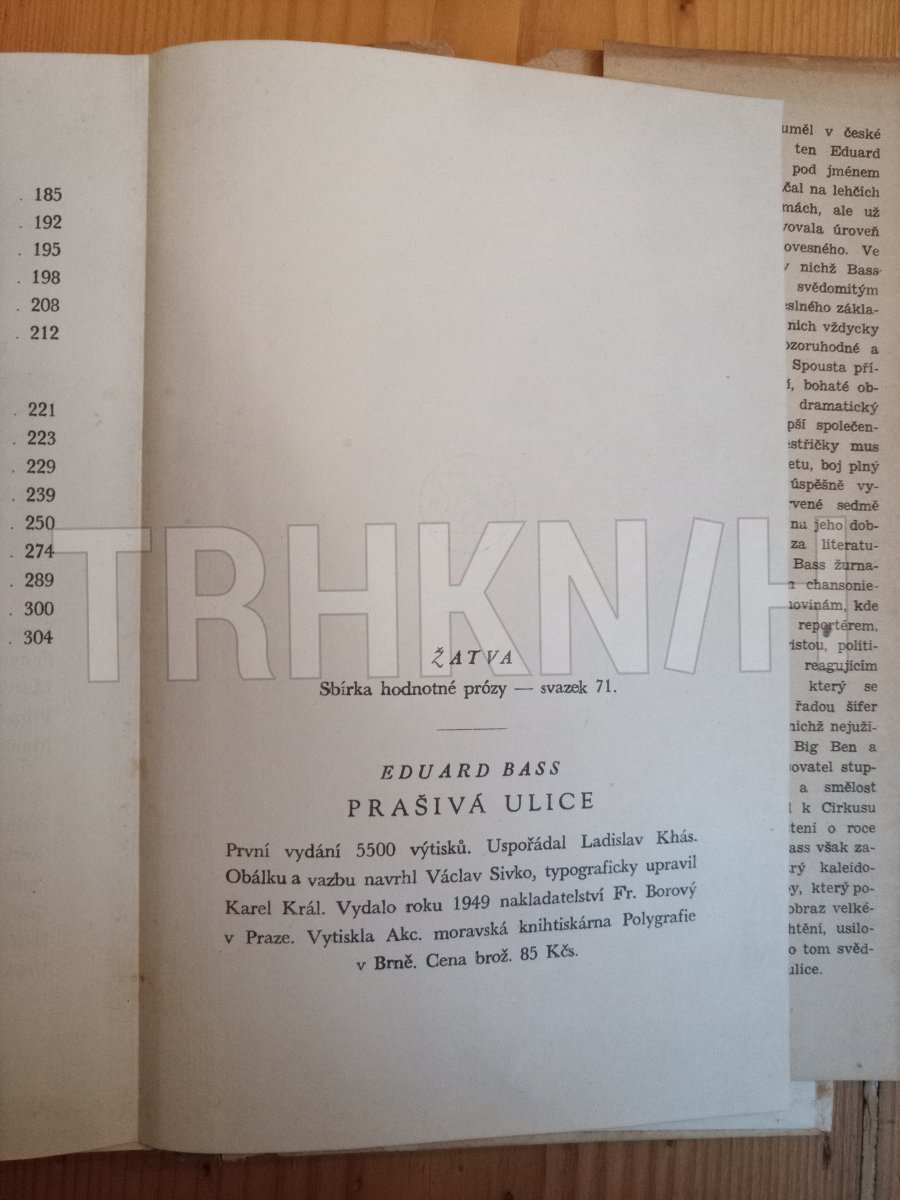 . 185
. 192
. 195
. 198
. 208
. 212
. 221
. 223
. 229
. 239
. 250
. 274
. 289
. 300
. 304
TRHKNIH
ŽATVA
Sbírka hodnotné prózy — svazek 71.
EDUARD BASS
PRAŠIVÁ ULICE
První vydání 5500 výtisků. Uspořádal Ladislav Khás.
Obálku a vazbu navrhl Václav Sivko, typograficky upravil
Karel Král. Vydalo roku 1949 nakladatelství Fr. Borový
v Praze. Vytiskla Akc. moravská knihtiskárna Polygrafie
v Brně. Cena brož. 85 Kčs.
uměl v české
ten Eduard
pod jménem
čal na lehčích
mách, ale už
vovala úroveň
ovesného. Ve
v nichž Bass
svědomitým
eslného zákla-
nich vždycky
ozoruhodné a
Spousta pří-
í, bohaté ob-
dramatický
pší společen-
estřičky mus
etu, boj plný
úspěšně vy-
rvené sedmě
na jeho dob-
za literatu-
Bass žurna-
a chansonie-
novinám, kde
reportérem,
ristou, politi-
reagujícím
který se
řadou šifer
nichž nejuži-
Big Ben a
ovatel stup-
a smělost
l k Cirkusu
tení o roce
ass však za-
rý kaleido-
by, který po-
obraz velké-
htění, usilo-
o tom svěd-
ulice.